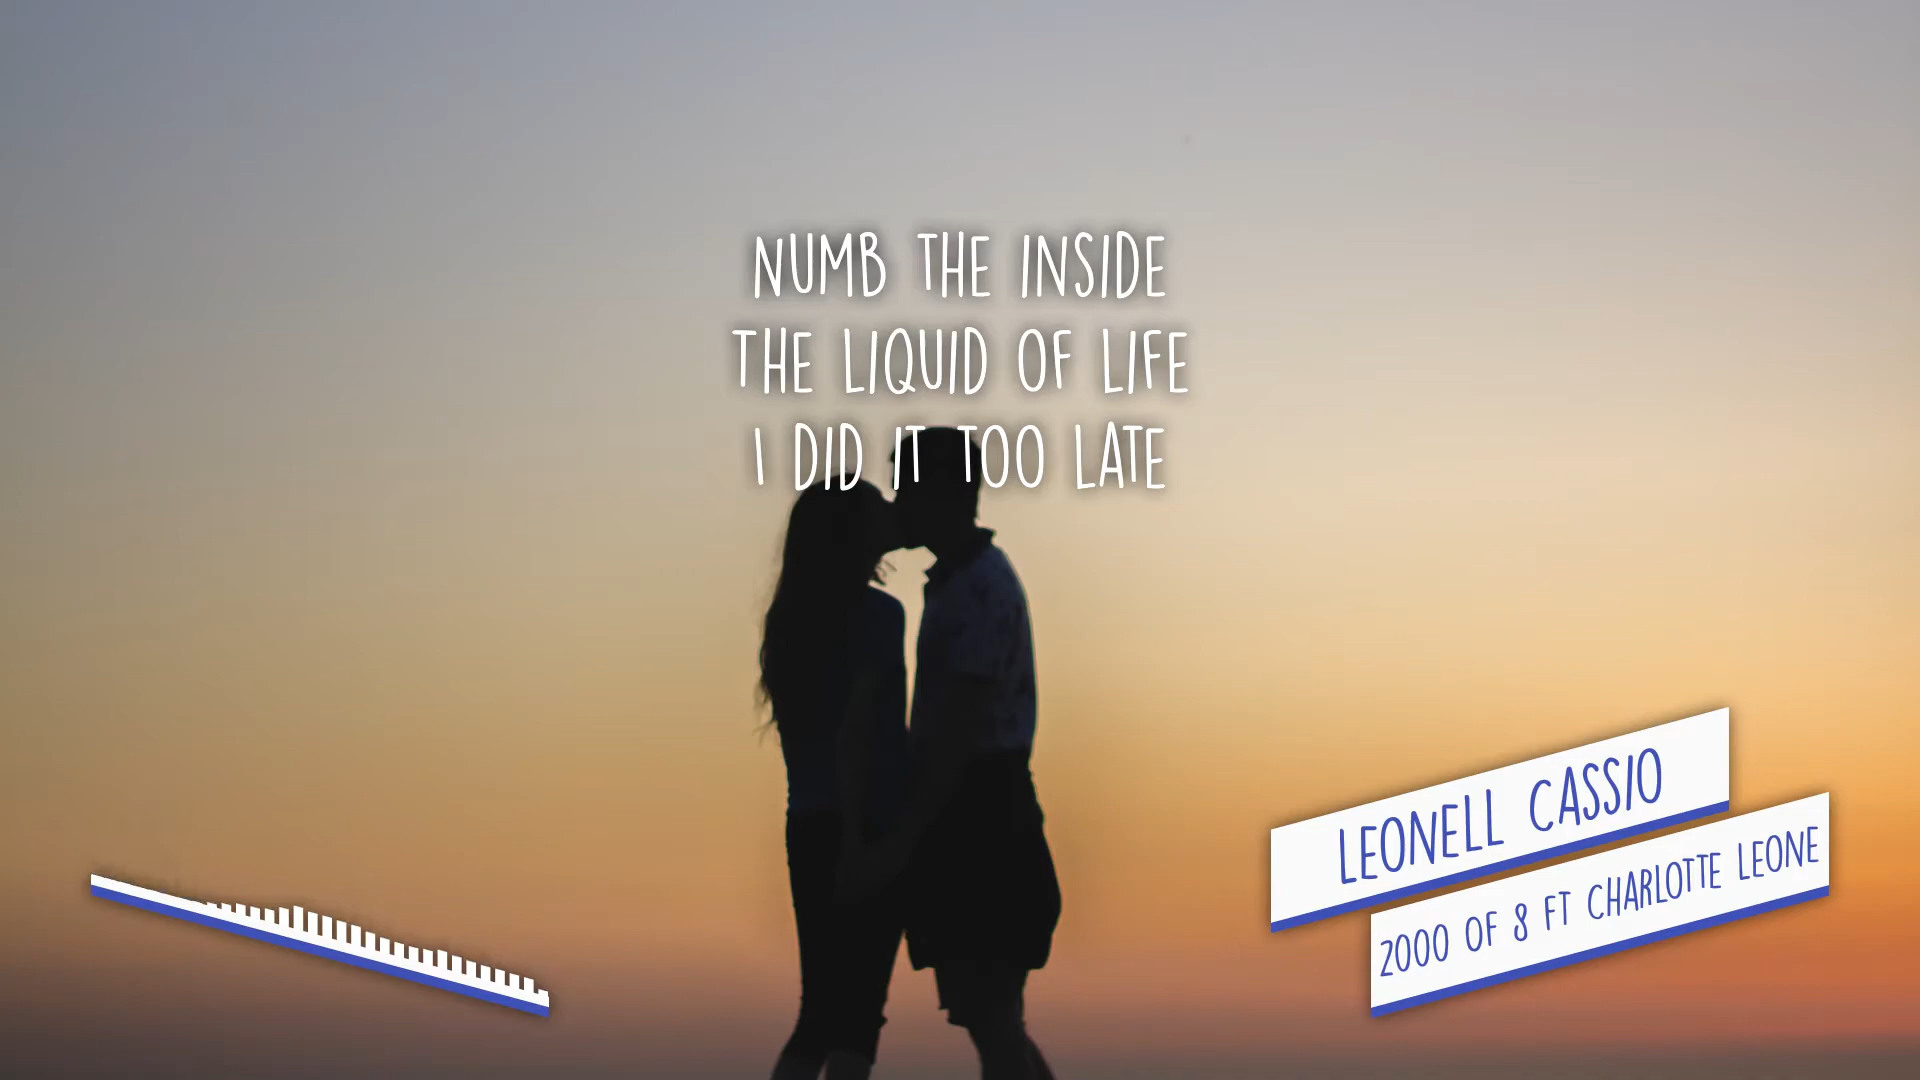 NUMB THE INSIDE
THE LIQUID OF LIFE
I DID IT TOO LATE
LEONELL CASSIO
2000 OF 8 FT CHARLOTTE LEONE